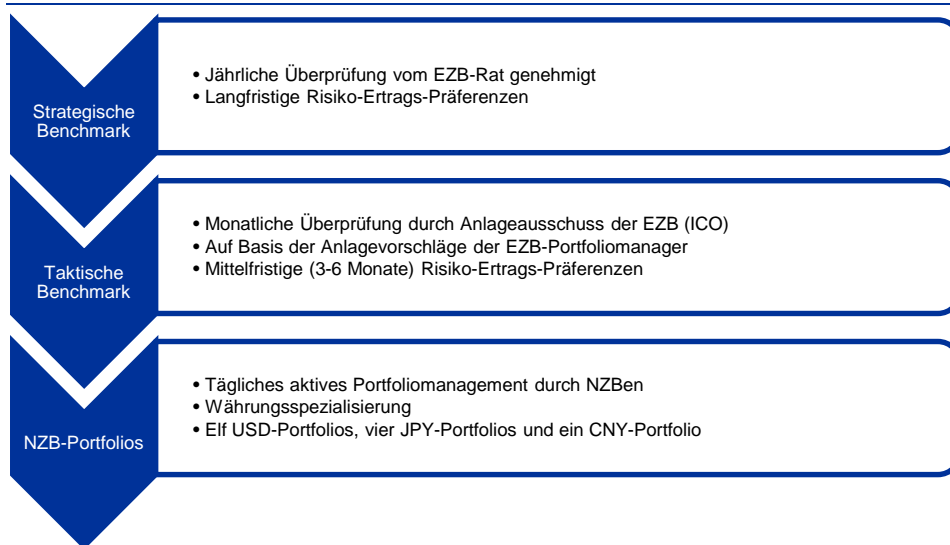 Strategische
Benchmark
• Jährliche Überprüfung vom EZB-Rat genehmigt
• Langfristige Risiko-Ertrags-Präferenzen
Taktische
Benchmark
• Monatliche Überprüfung durch Anlageausschuss der EZB (ICO)
• Auf Basis der Anlagevorschläge der EZB-Portfoliomanager
• Mittelfristige (3-6 Monate) Risiko-Ertrags-Präferenzen
NZB-Portfolios
• Tägliches aktives Portfoliomanagement durch NZBen
• Währungsspezialisierung
• Elf USD-Portfolios, vier JPY-Portfolios und ein CNY-Portfolio